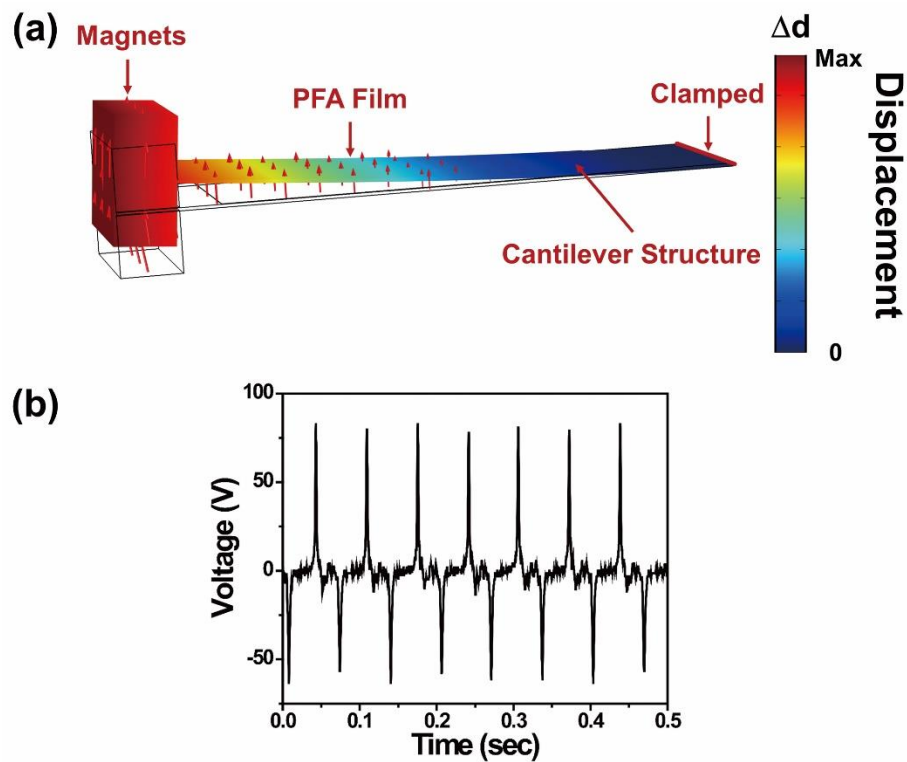 (a)
Magnets
PFA Film
Clamped
Cantilever Structure
Δd
Max
0
Displacement
(b)
Voltage (V)
100
50
0
-50
0.0 0.1 0.2 0.3 0.4 0.5
Time (sec)